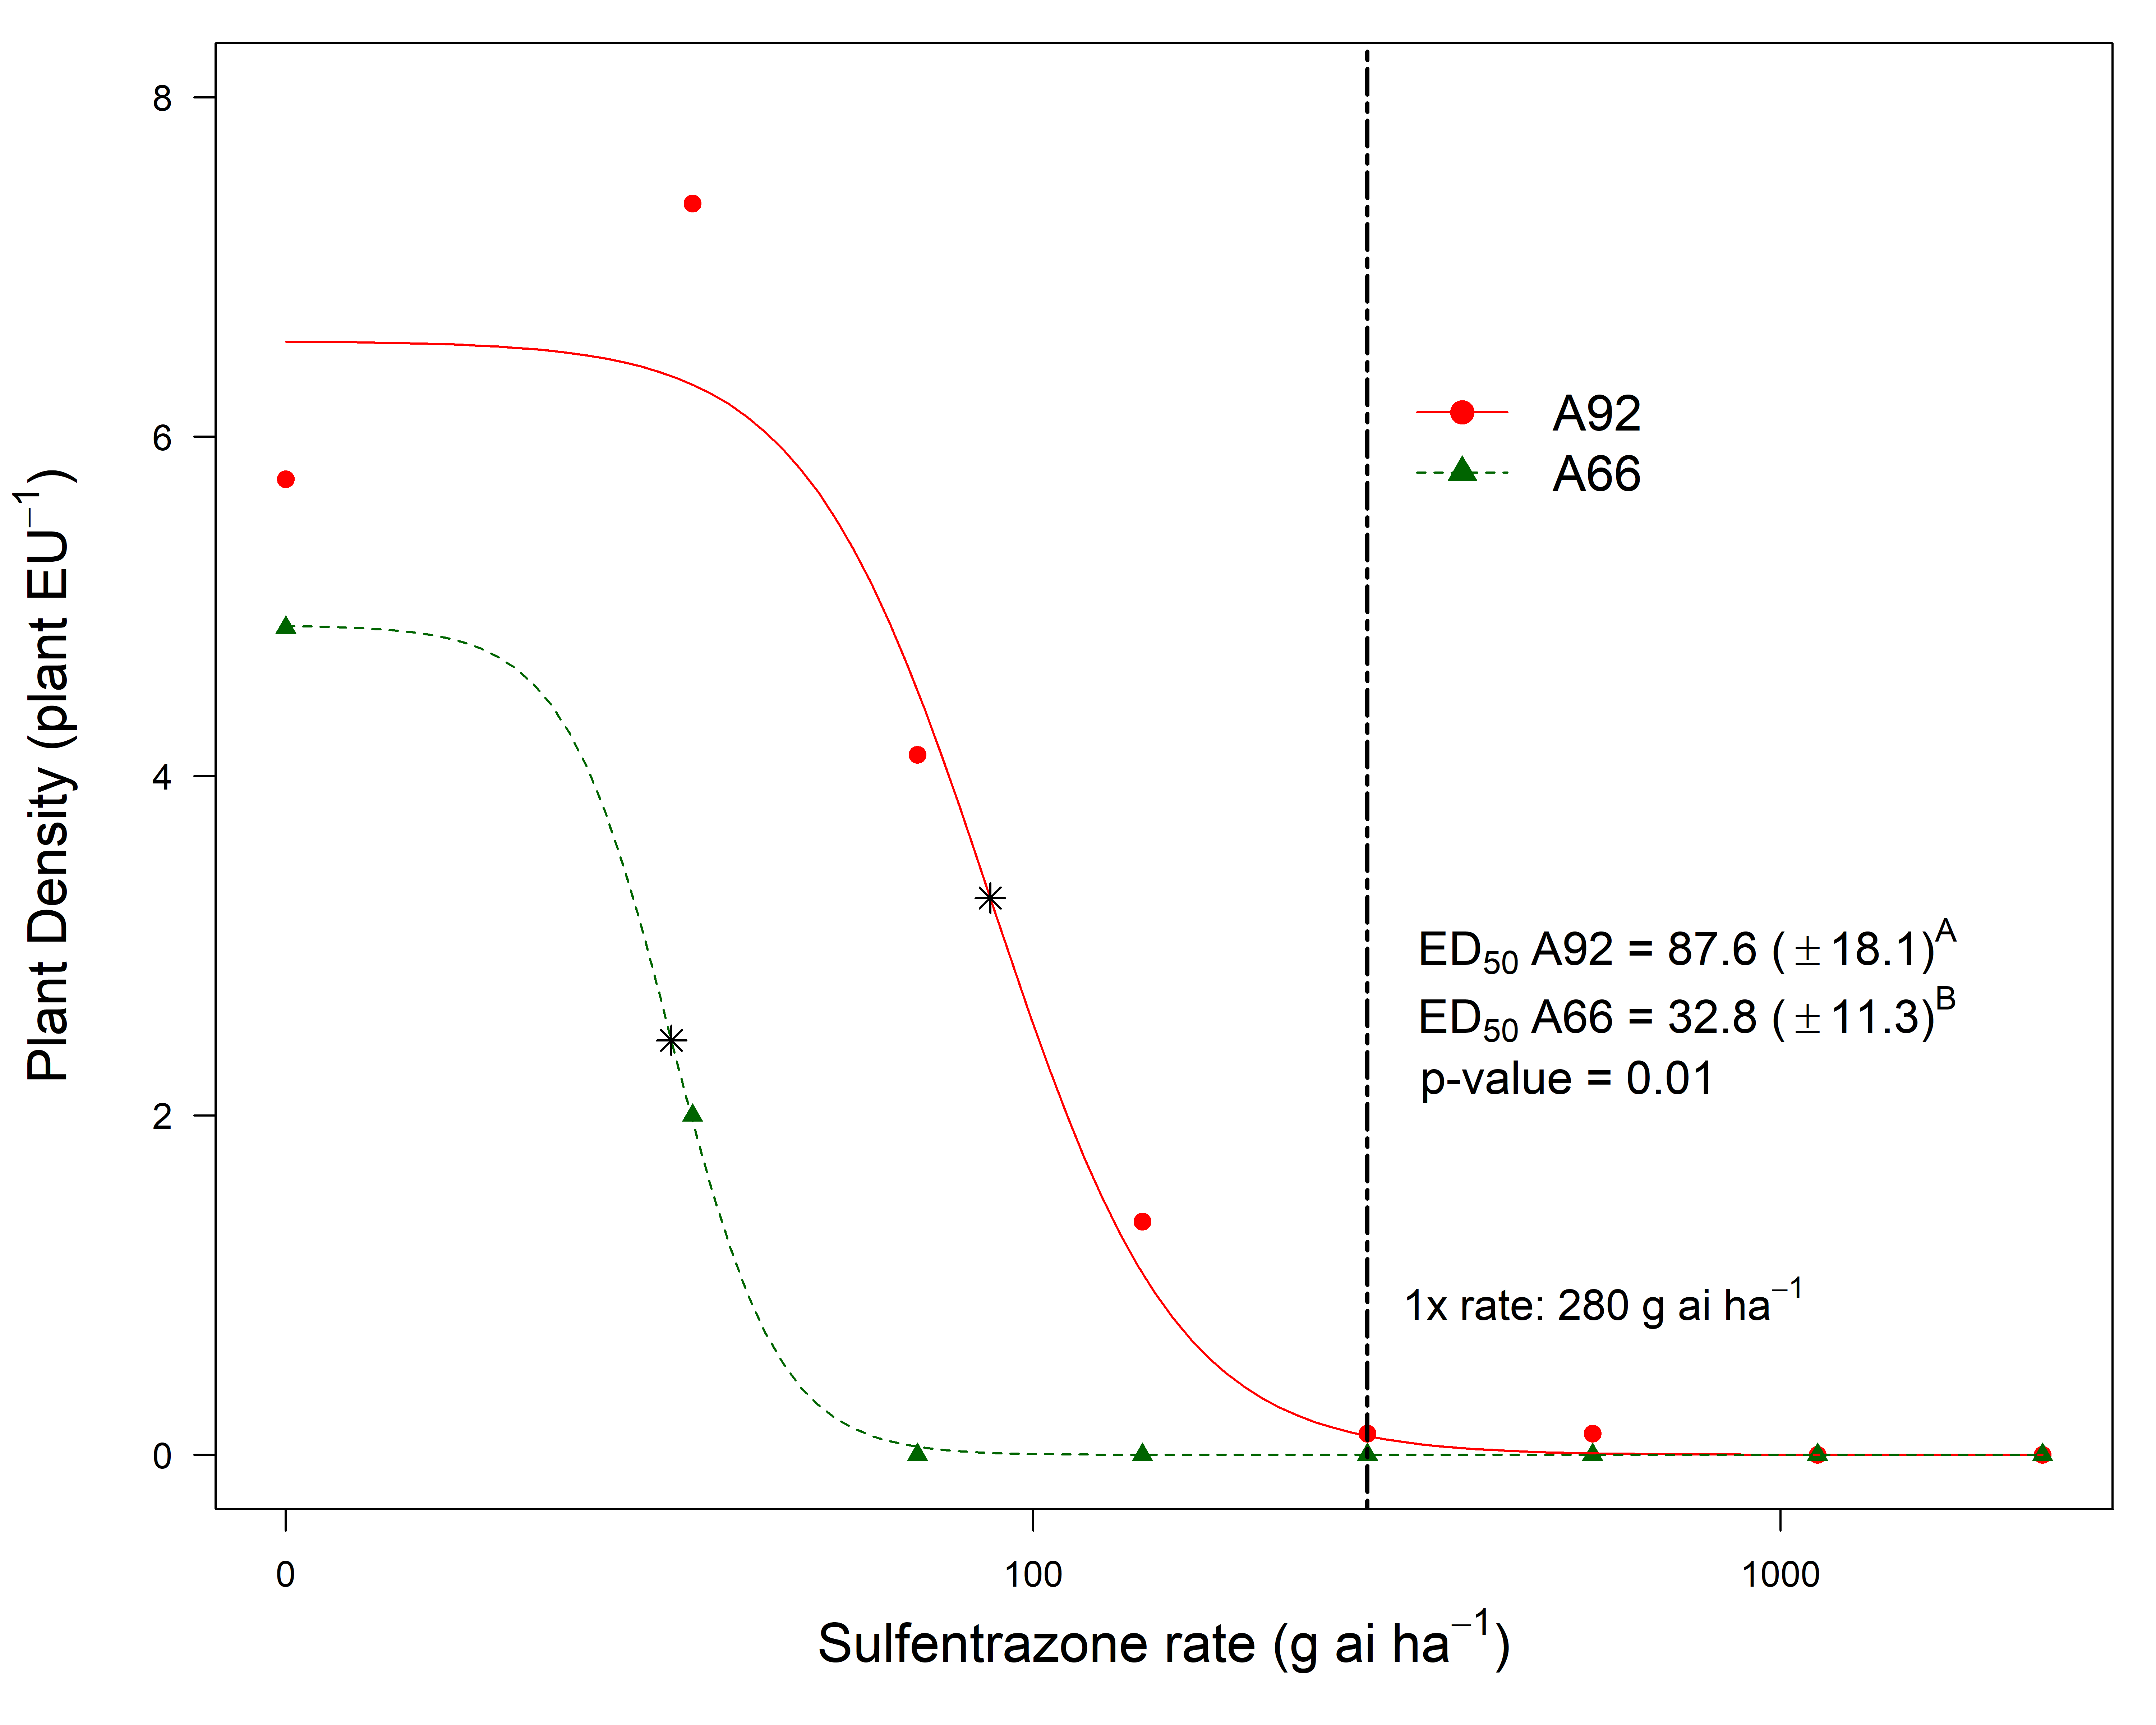 8
6
4
2
0
Plant Density (plant EU⁻¹)
A92
A66
ED₅₀ A92 = 87.6 (±18.1)ᴬ
ED₅₀ A66 = 32.8 (±11.3)ᴮ
p-value = 0.01
1x rate: 280 g ai ha⁻¹
0 100 1000
Sulfentrazone rate (g ai ha⁻¹)